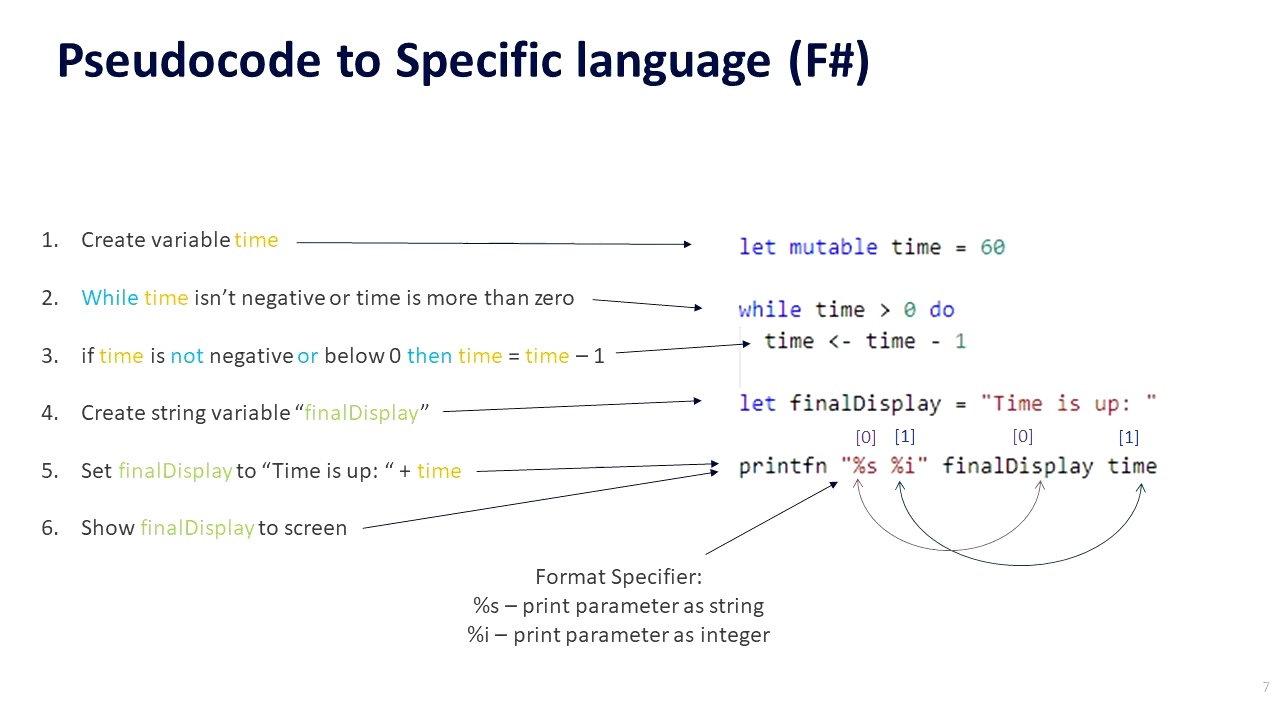 Pseudocode to Specific language (F#)
1. Create variable time
2. While time isn’t negative or time is more than zero
3. if time is not negative or below 0 then time = time – 1
4. Create string variable “finalDisplay”
5. Set finalDisplay to “Time is up: “ + time
6. Show finalDisplay to screen
let mutable time = 60
while time > 0 do
time <- time - 1
let finalDisplay = "Time is up: "
[0] [1] [0] [1]
printfn "%s %i" finalDisplay time
Format Specifier:
%s – print parameter as string
%i – print parameter as integer
7